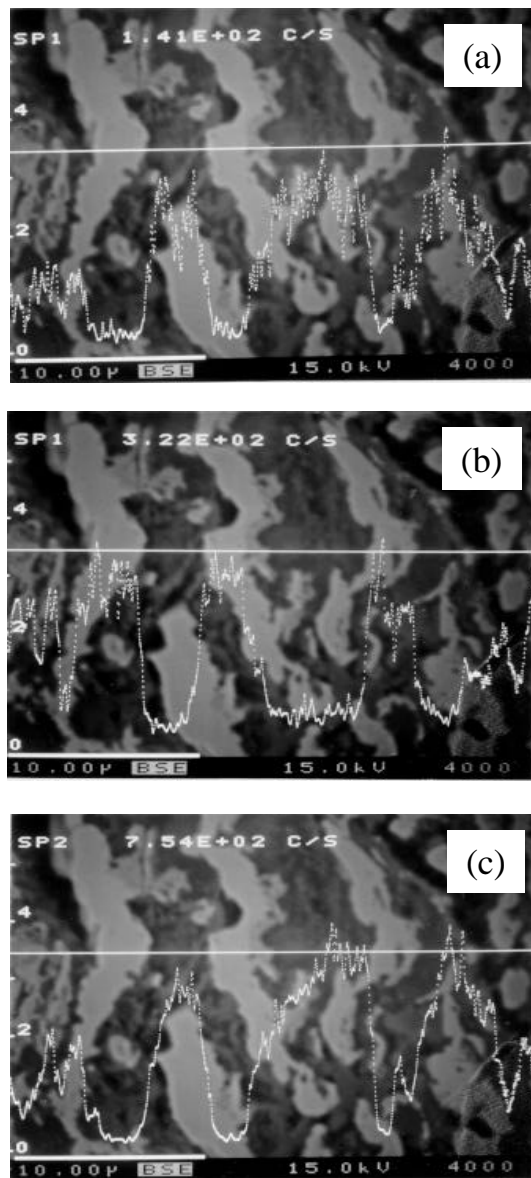 SP1 1.41E+02 C/S
(a)
4
2
0
10.00µ BSE 15.0kV 4000
SP1 3.22E+02 C/S
(b)
4
2
0
10.00µ BSE 15.0kV 4000
SP2 7.54E+02 C/S
(c)
4
2
0
10.00µ BSE 15.0kV 4000